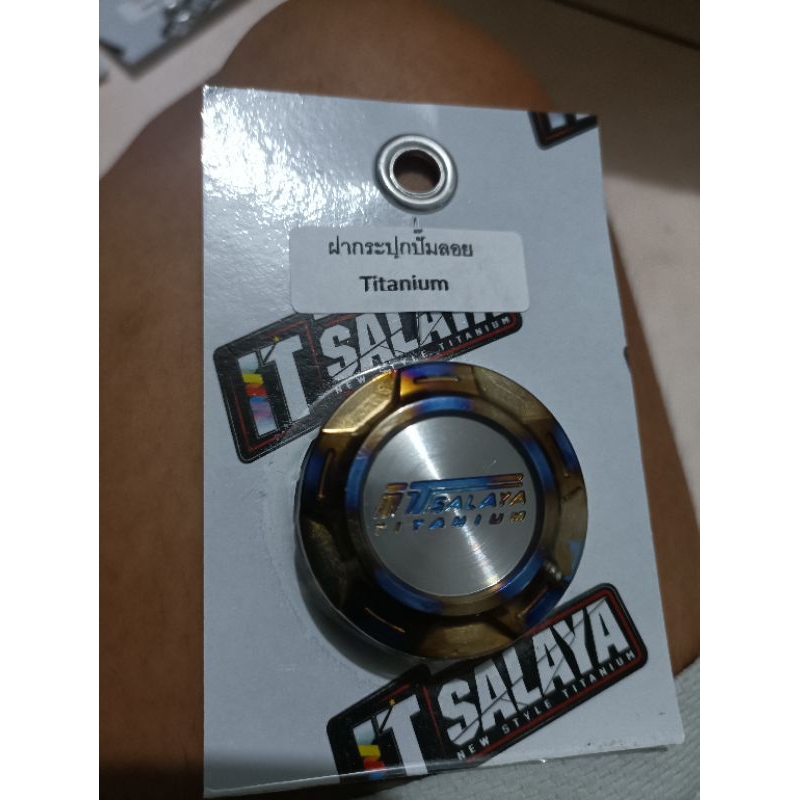 ฝากระปุกปั๊มลอย
Titanium
iT SALAYA
NEW STYLE TITANIUM
iT SALAYA
TITANIUM
iT SALAYA
NEW STYLE TITANIUM